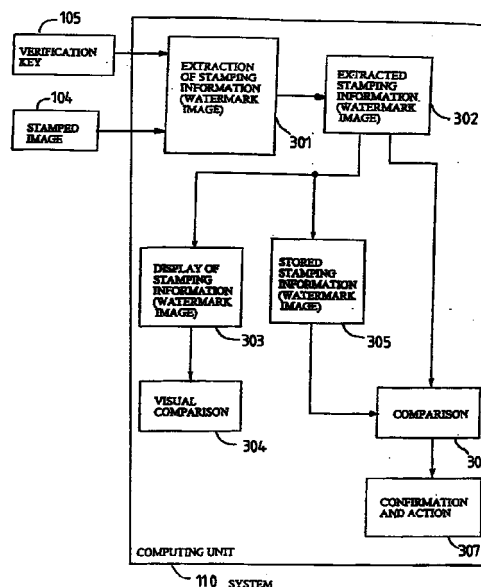 105
VERIFICATION
KEY
104
STAMPED
IMAGE
EXTRACTION
OF STAMPING
INFORMATION
(WATERMARK
IMAGE)
301
EXTRACTED
STAMPING
INFORMATION
(WATERMARK
IMAGE)
302
DISPLAY OF
STAMPING
INFORMATION
(WATERMARK
IMAGE)
303
STORED
STAMPING
INFORMATION
(WATERMARK
IMAGE)
305
VISUAL
COMPARISON
304
COMPARISON
30
CONFIRMATION
AND ACTION
307
COMPUTING UNIT
110 SYSTEM